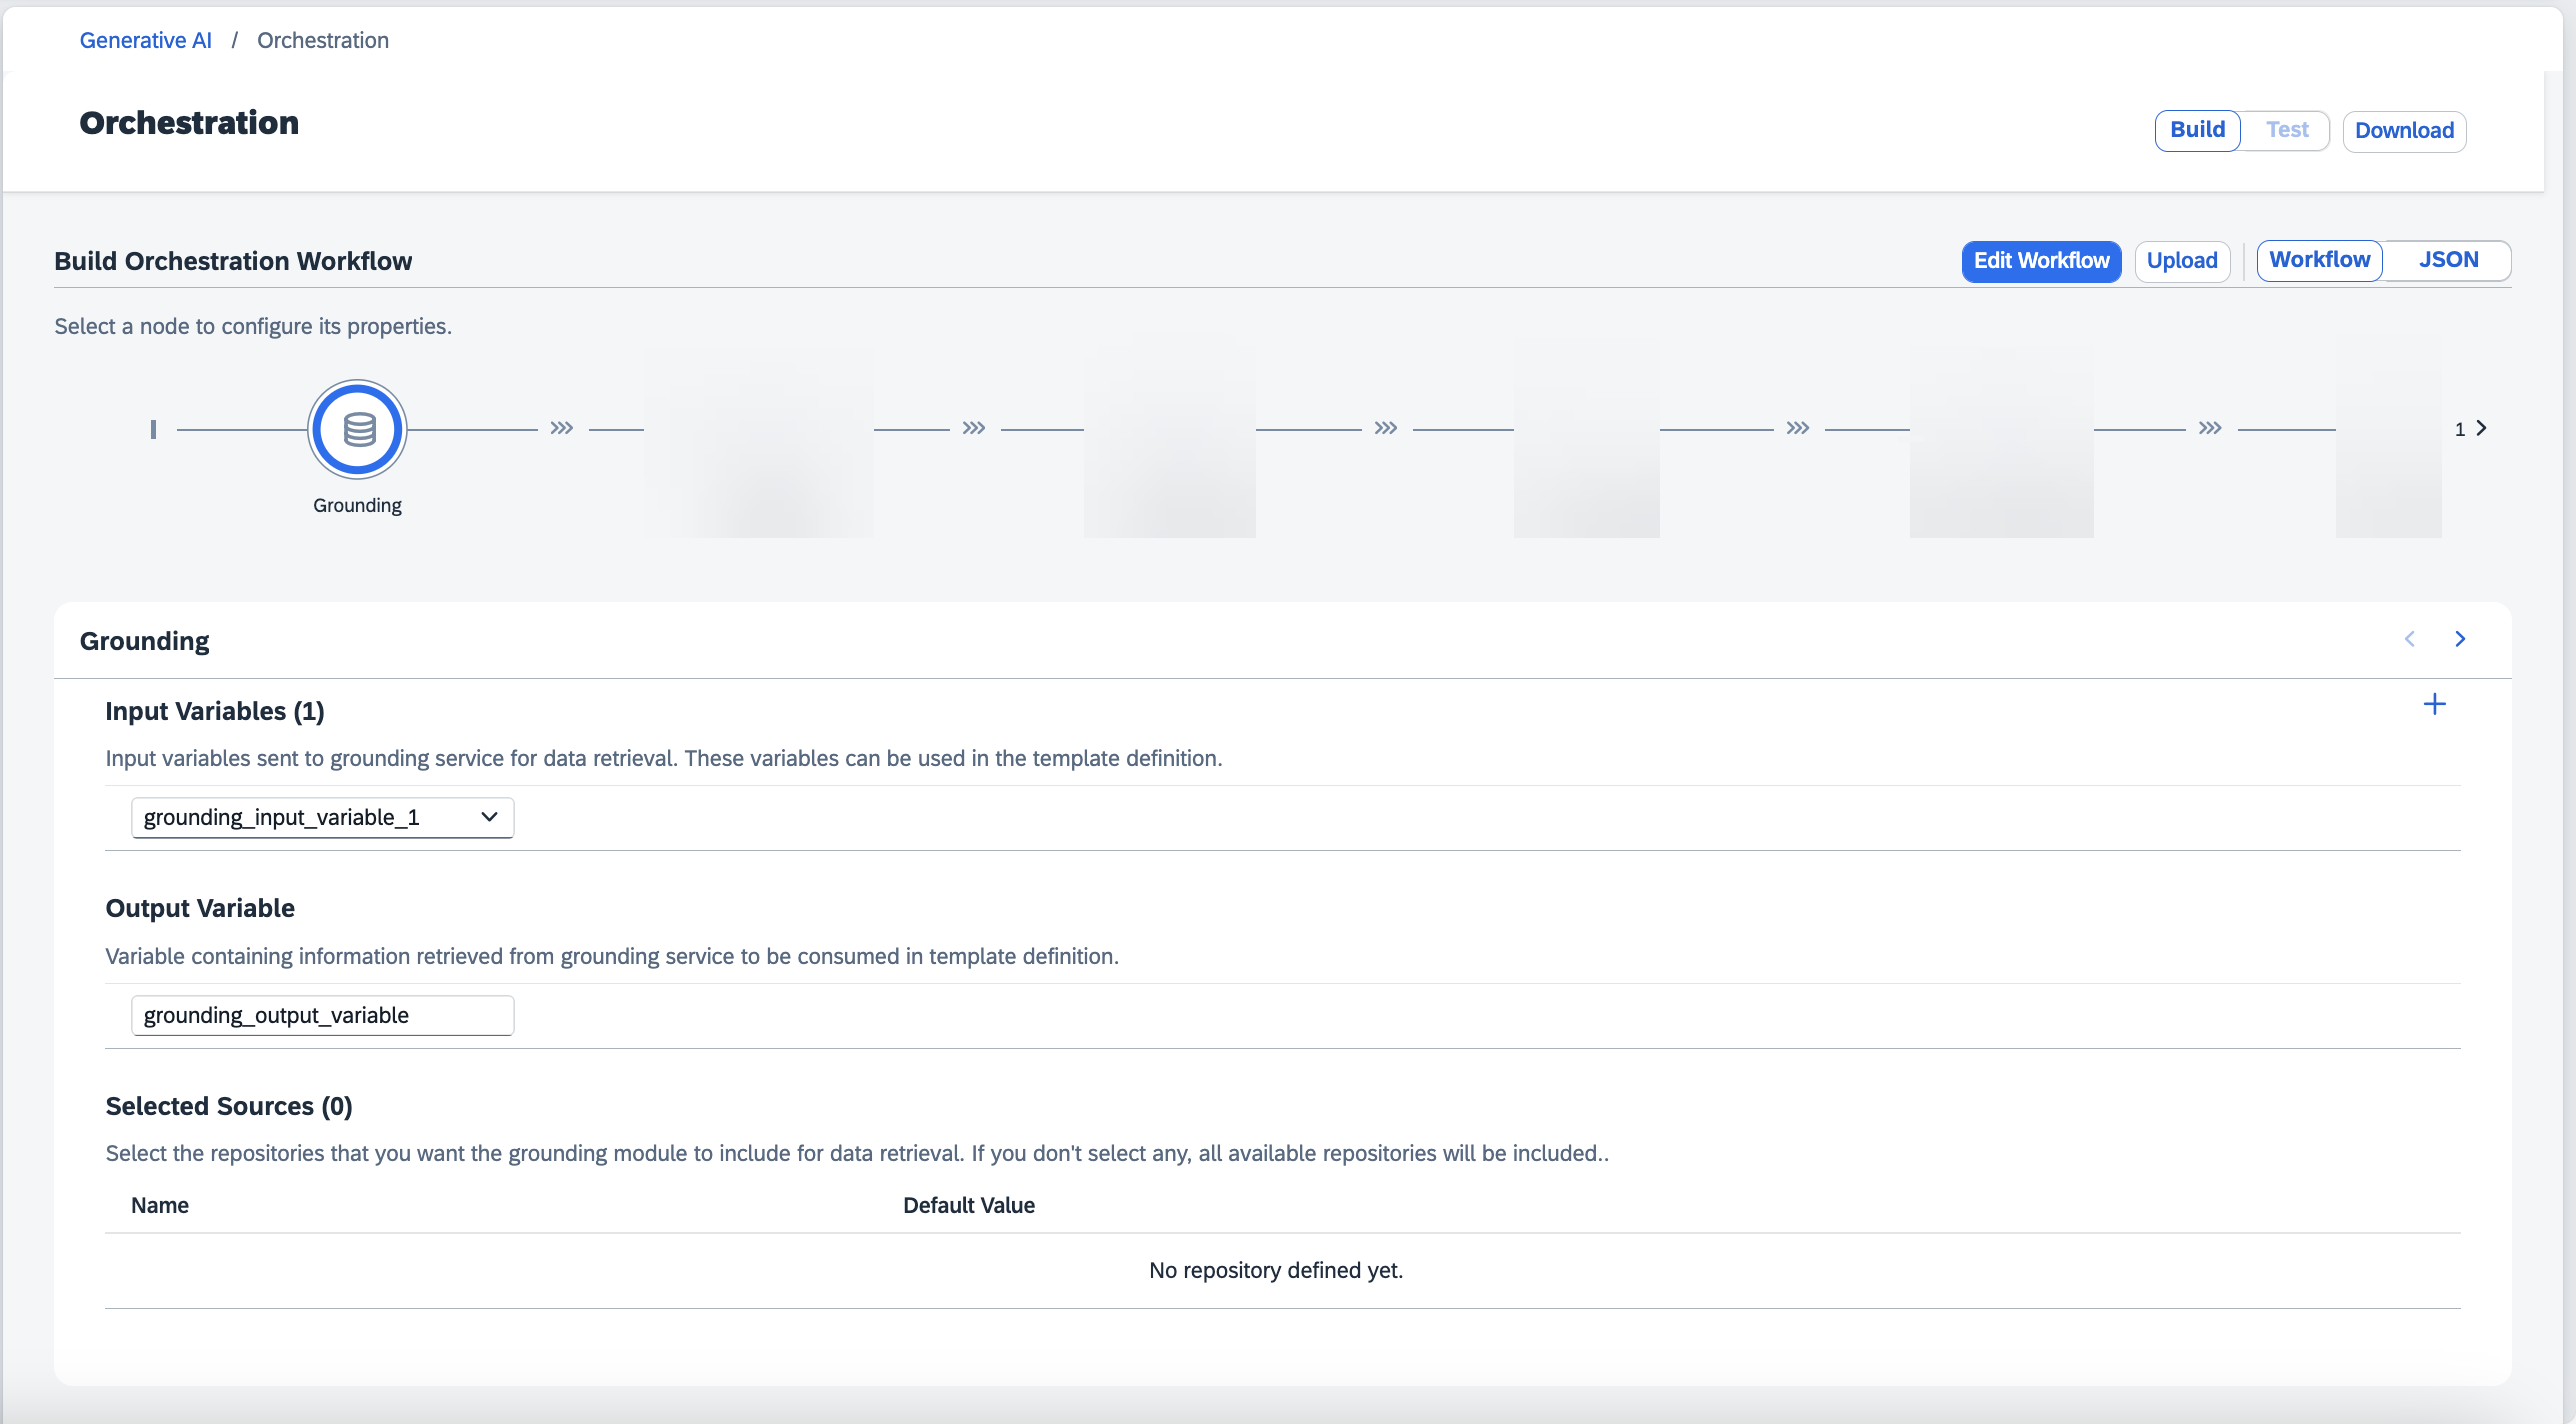 Generative AI / Orchestration
Orchestration
Build Test Download
Build Orchestration Workflow
Edit Workflow Upload Workflow JSON
Select a node to configure its properties.
1
Grounding
Grounding
Input Variables (1)
Input variables sent to grounding service for data retrieval. These variables can be used in the template definition.
grounding_input_variable_1
Output Variable
Variable containing information retrieved from grounding service to be consumed in template definition.
grounding_output_variable
Selected Sources (0)
Select the repositories that you want the grounding module to include for data retrieval. If you don't select any, all available repositories will be included..
Name Default Value
No repository defined yet.